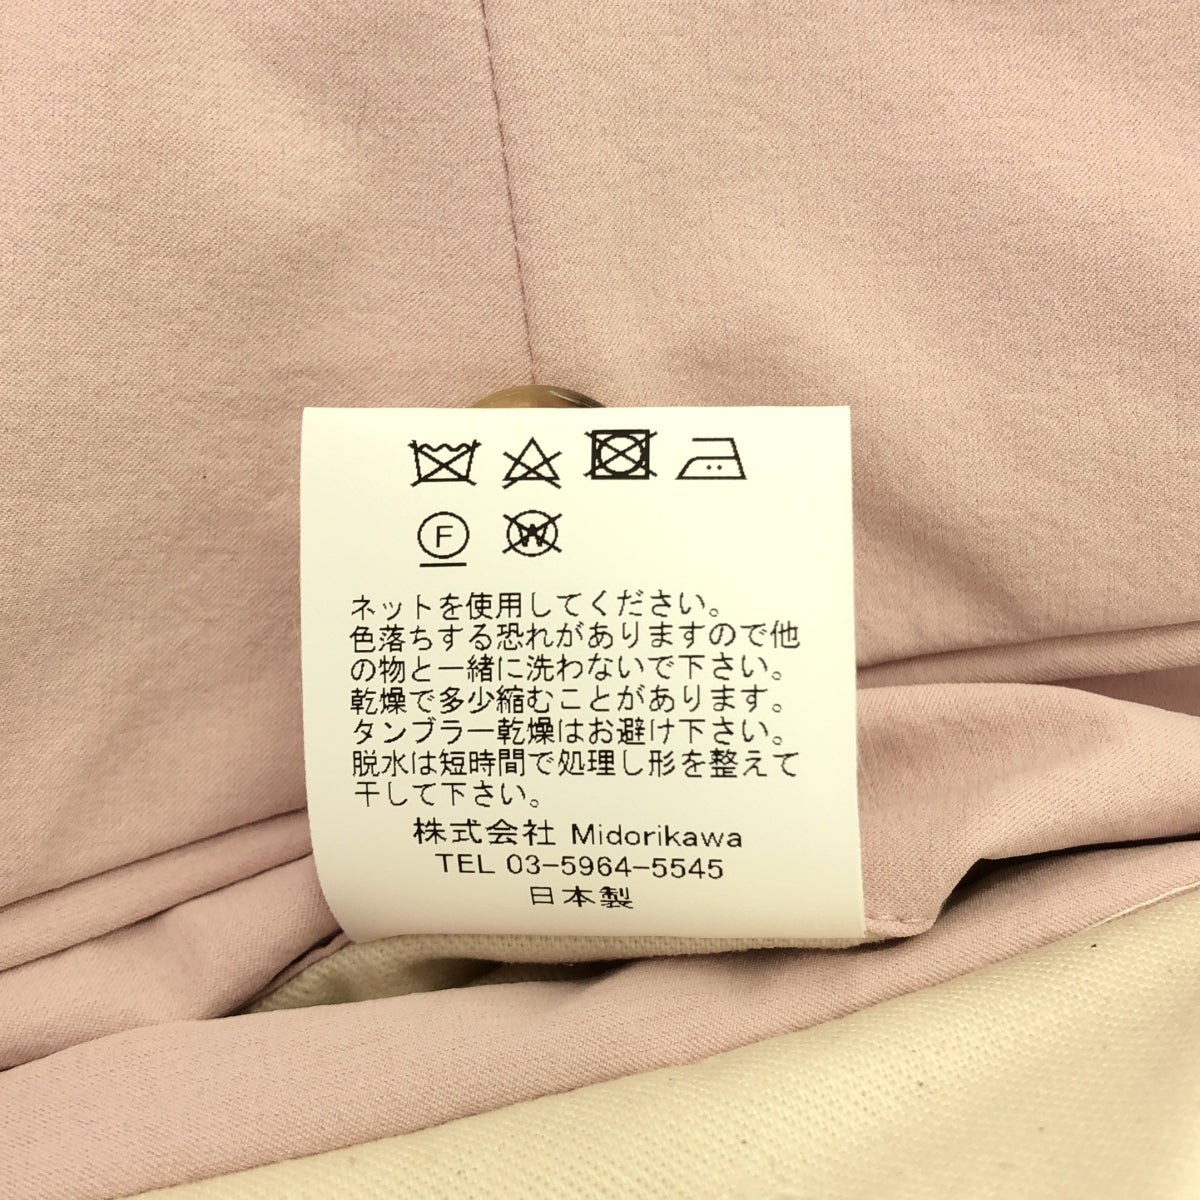 F W
ネットを使用してください。
色落ちする恐れがありますので他
の物と一緒に洗わないで下さい。
乾燥で多少縮むことがあります。
タンブラー乾燥はお避け下さい。
脱水は短時間で処理し形を整えて
干して下さい。
株式会社 Midorikawa
TEL 03-5964-5545
日本製